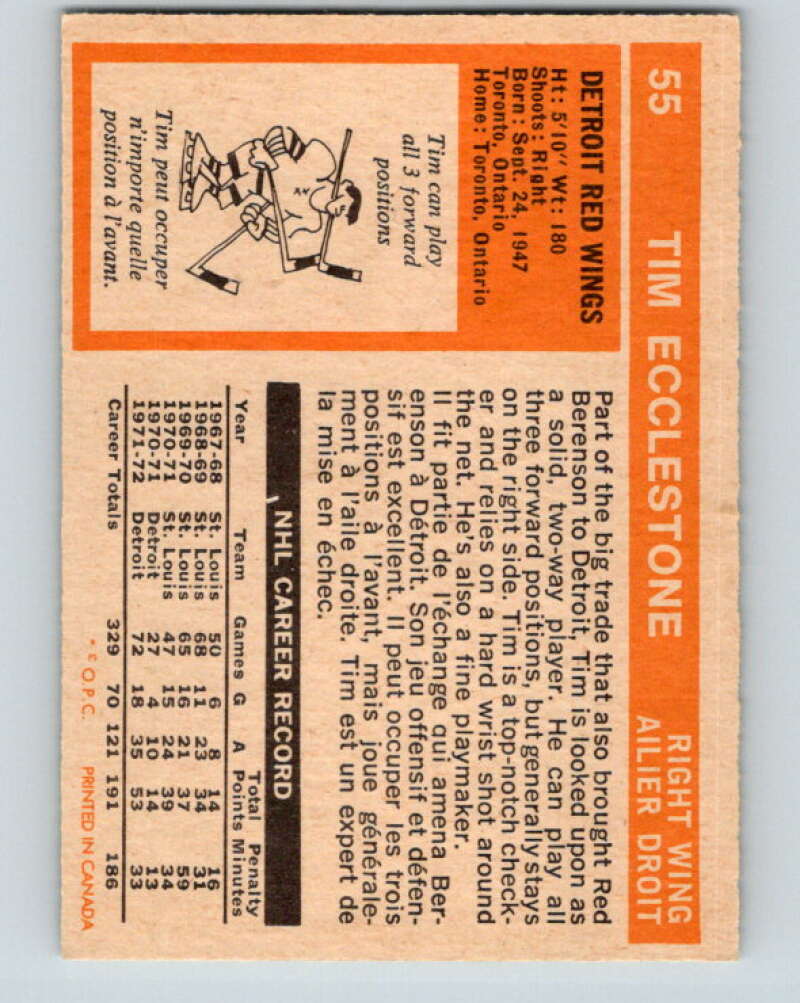 55 TIM ECCLESTONE RIGHT WING
AILIER DROIT
DETROIT RED WINGS
Ht: 5'10" Wt: 180
Shoots: Right
Born: Sept. 24, 1947
Toronto, Ontario
Home: Toronto, Ontario
Tim can play
all 3 forward
positions
Tim peut occuper
n'importe quelle
position à l'avant.
Part of the big trade that also brought Red
Berenson to Detroit, Tim is looked upon as
a solid, two-way player. He can play all
three forward positions, but generally stays
on the right side. Tim is a top-notch check-
er and relies on a hard wrist shot around
the net. He's also a fine playmaker.
Il fit partie de l'échange qui amena Ber-
enson à Détroit. Son jeu offensif et défen-
sif est excellent. Il peut occuper les trois
positions à l'avant, mais joue générale-
ment à l'aile droite. Tim est un expert de
la mise en échec.
NHL CAREER RECORD
Total Penalty
Year Team Games G A Points Minutes
1967-68 St. Louis 50 6 8 14 16
1968-69 St. Louis 68 11 23 34 31
1969-70 St. Louis 65 16 21 37 59
1970-71 St. Louis 47 15 24 39 34
1970-71 Detroit 27 4 10 14 13
1971-72 Detroit 72 18 35 53 33
Career Totals 329 70 121 191 186
* © O.P.C. PRINTED IN CANADA